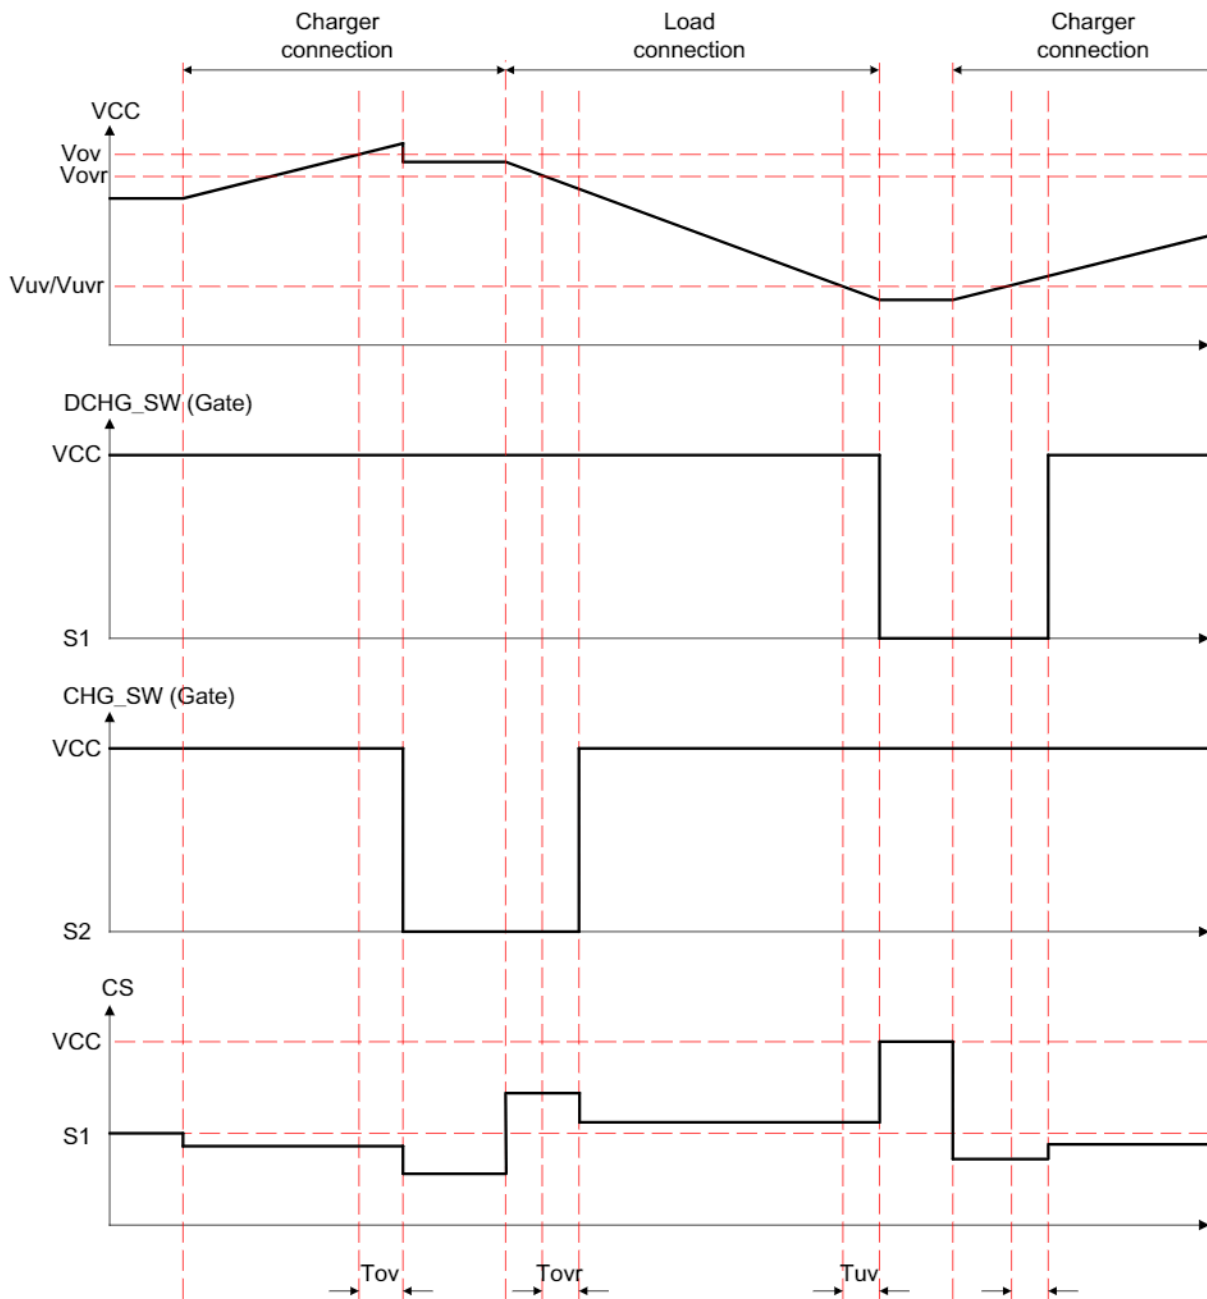 Charger
connection
Load
connection
Charger
connection
VCC
Vov
Vovr
Vuv/Vuvr
DCHG_SW (Gate)
VCC
S1
CHG_SW (Gate)
VCC
S2
CS
VCC
S1
Tov
Tovr
Tuv